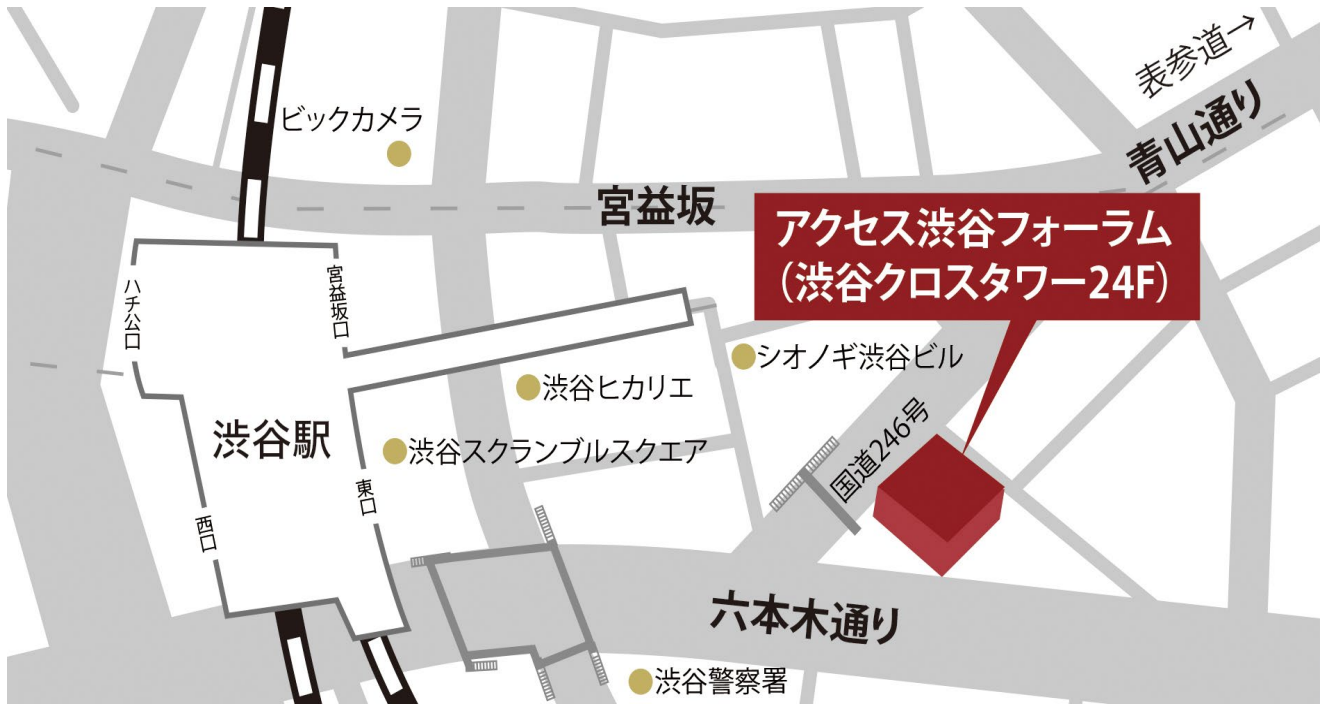 表参道→
青山通り
ビックカメラ
宮益坂
アクセス渋谷フォーラム
（渋谷クロスタワー24F）
ハチ公口
宮益坂口
シオノギ渋谷ビル
渋谷ヒカリエ
渋谷駅
渋谷スクランブルスクエア
国道246号
東口
西口
六本木通り
渋谷警察署